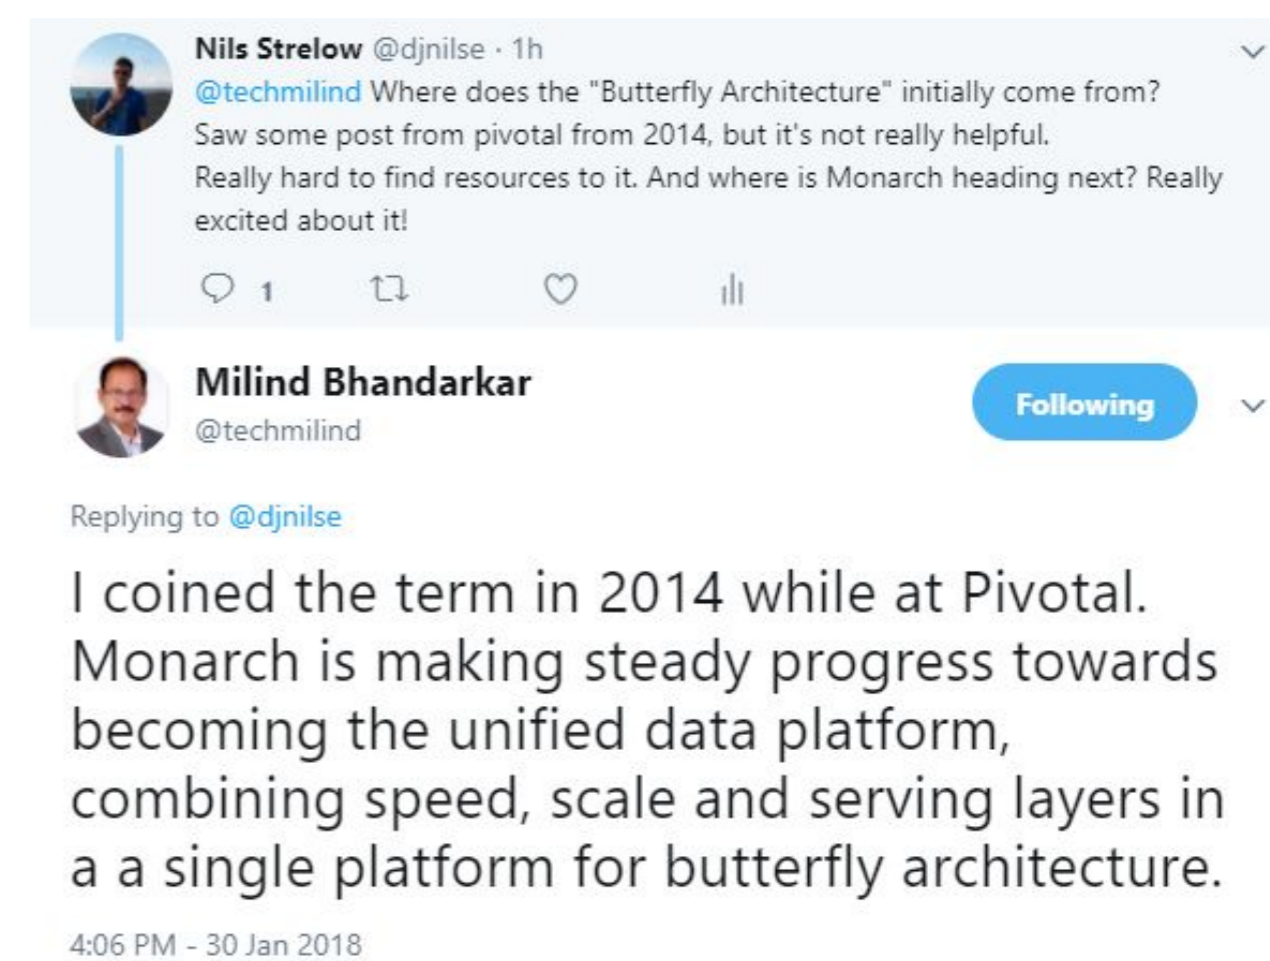 Nils Strelow @djnilse · 1h
@techmilind Where does the "Butterfly Architecture" initially come from?
Saw some post from pivotal from 2014, but it's not really helpful.
Really hard to find resources to it. And where is Monarch heading next? Really
excited about it!
1
Milind Bhandarkar
Following
@techmilind
Replying to @djnilse
I coined the term in 2014 while at Pivotal.
Monarch is making steady progress towards
becoming the unified data platform,
combining speed, scale and serving layers in
a a single platform for butterfly architecture.
4:06 PM - 30 Jan 2018